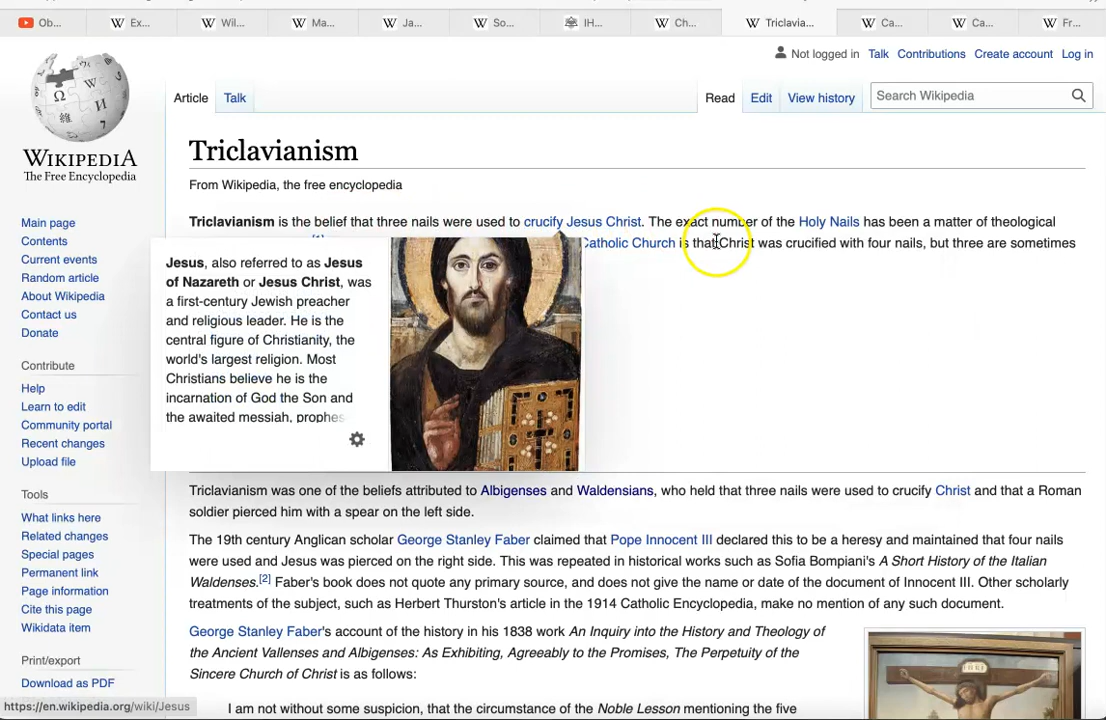 Ob...
Ex...
Wil...
Ma...
Ja...
So...
IH...
Ch...
Triclavia...
Ca...
Ca...
Fr...
Not logged in Talk Contributions Create account Log in
Article Talk
Read Edit View history
Search Wikipedia
WIKIPEDIA
The Free Encyclopedia
Main page
Contents
Current events
Random article
About Wikipedia
Contact us
Donate
Contribute
Help
Learn to edit
Community portal
Recent changes
Upload file
Tools
What links here
Related changes
Special pages
Permanent link
Page information
Cite this page
Wikidata item
Print/export
Download as PDF
https://en.wikipedia.org/wiki/Jesus
Triclavianism
From Wikipedia, the free encyclopedia
Triclavianism is the belief that three nails were used to crucify Jesus Christ. The exact number of the Holy Nails has been a matter of theological
Catholic Church is that Christ was crucified with four nails, but three are sometimes
Jesus, also referred to as Jesus
of Nazareth or Jesus Christ, was
a first-century Jewish preacher
and religious leader. He is the
central figure of Christianity, the
world's largest religion. Most
Christians believe he is the
incarnation of God the Son and
the awaited messiah, prophes
Triclavianism was one of the beliefs attributed to Albigenses and Waldensians, who held that three nails were used to crucify Christ and that a Roman
soldier pierced him with a spear on the left side.
The 19th century Anglican scholar George Stanley Faber claimed that Pope Innocent III declared this to be a heresy and maintained that four nails
were used and Jesus was pierced on the right side. This was repeated in historical works such as Sofia Bompiani's A Short History of the Italian
Waldenses.[2] Faber's book does not quote any primary source, and does not give the name or date of the document of Innocent III. Other scholarly
treatments of the subject, such as Herbert Thurston's article in the 1914 Catholic Encyclopedia, make no mention of any such document.
George Stanley Faber's account of the history in his 1838 work An Inquiry into the History and Theology of
the Ancient Vallenses and Albigenses: As Exhibiting, Agreeably to the Promises, The Perpetuity of the
Sincere Church of Christ is as follows:
I am not without some suspicion, that the circumstance of the Noble Lesson mentioning the five